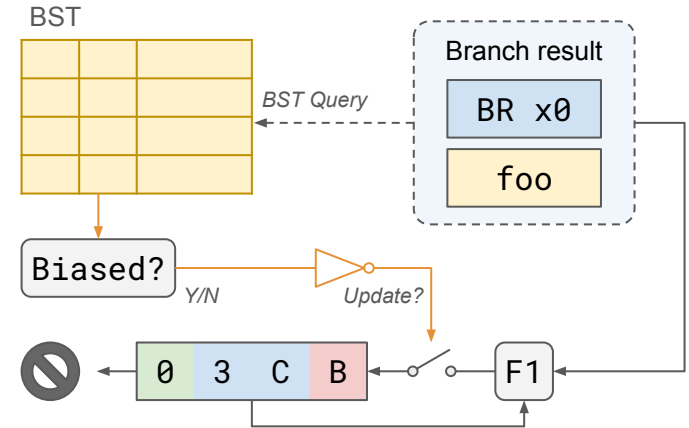 BST
Branch result
BST Query
BR x0
foo
Biased?
Y/N
Update?
0 3 C B
F1